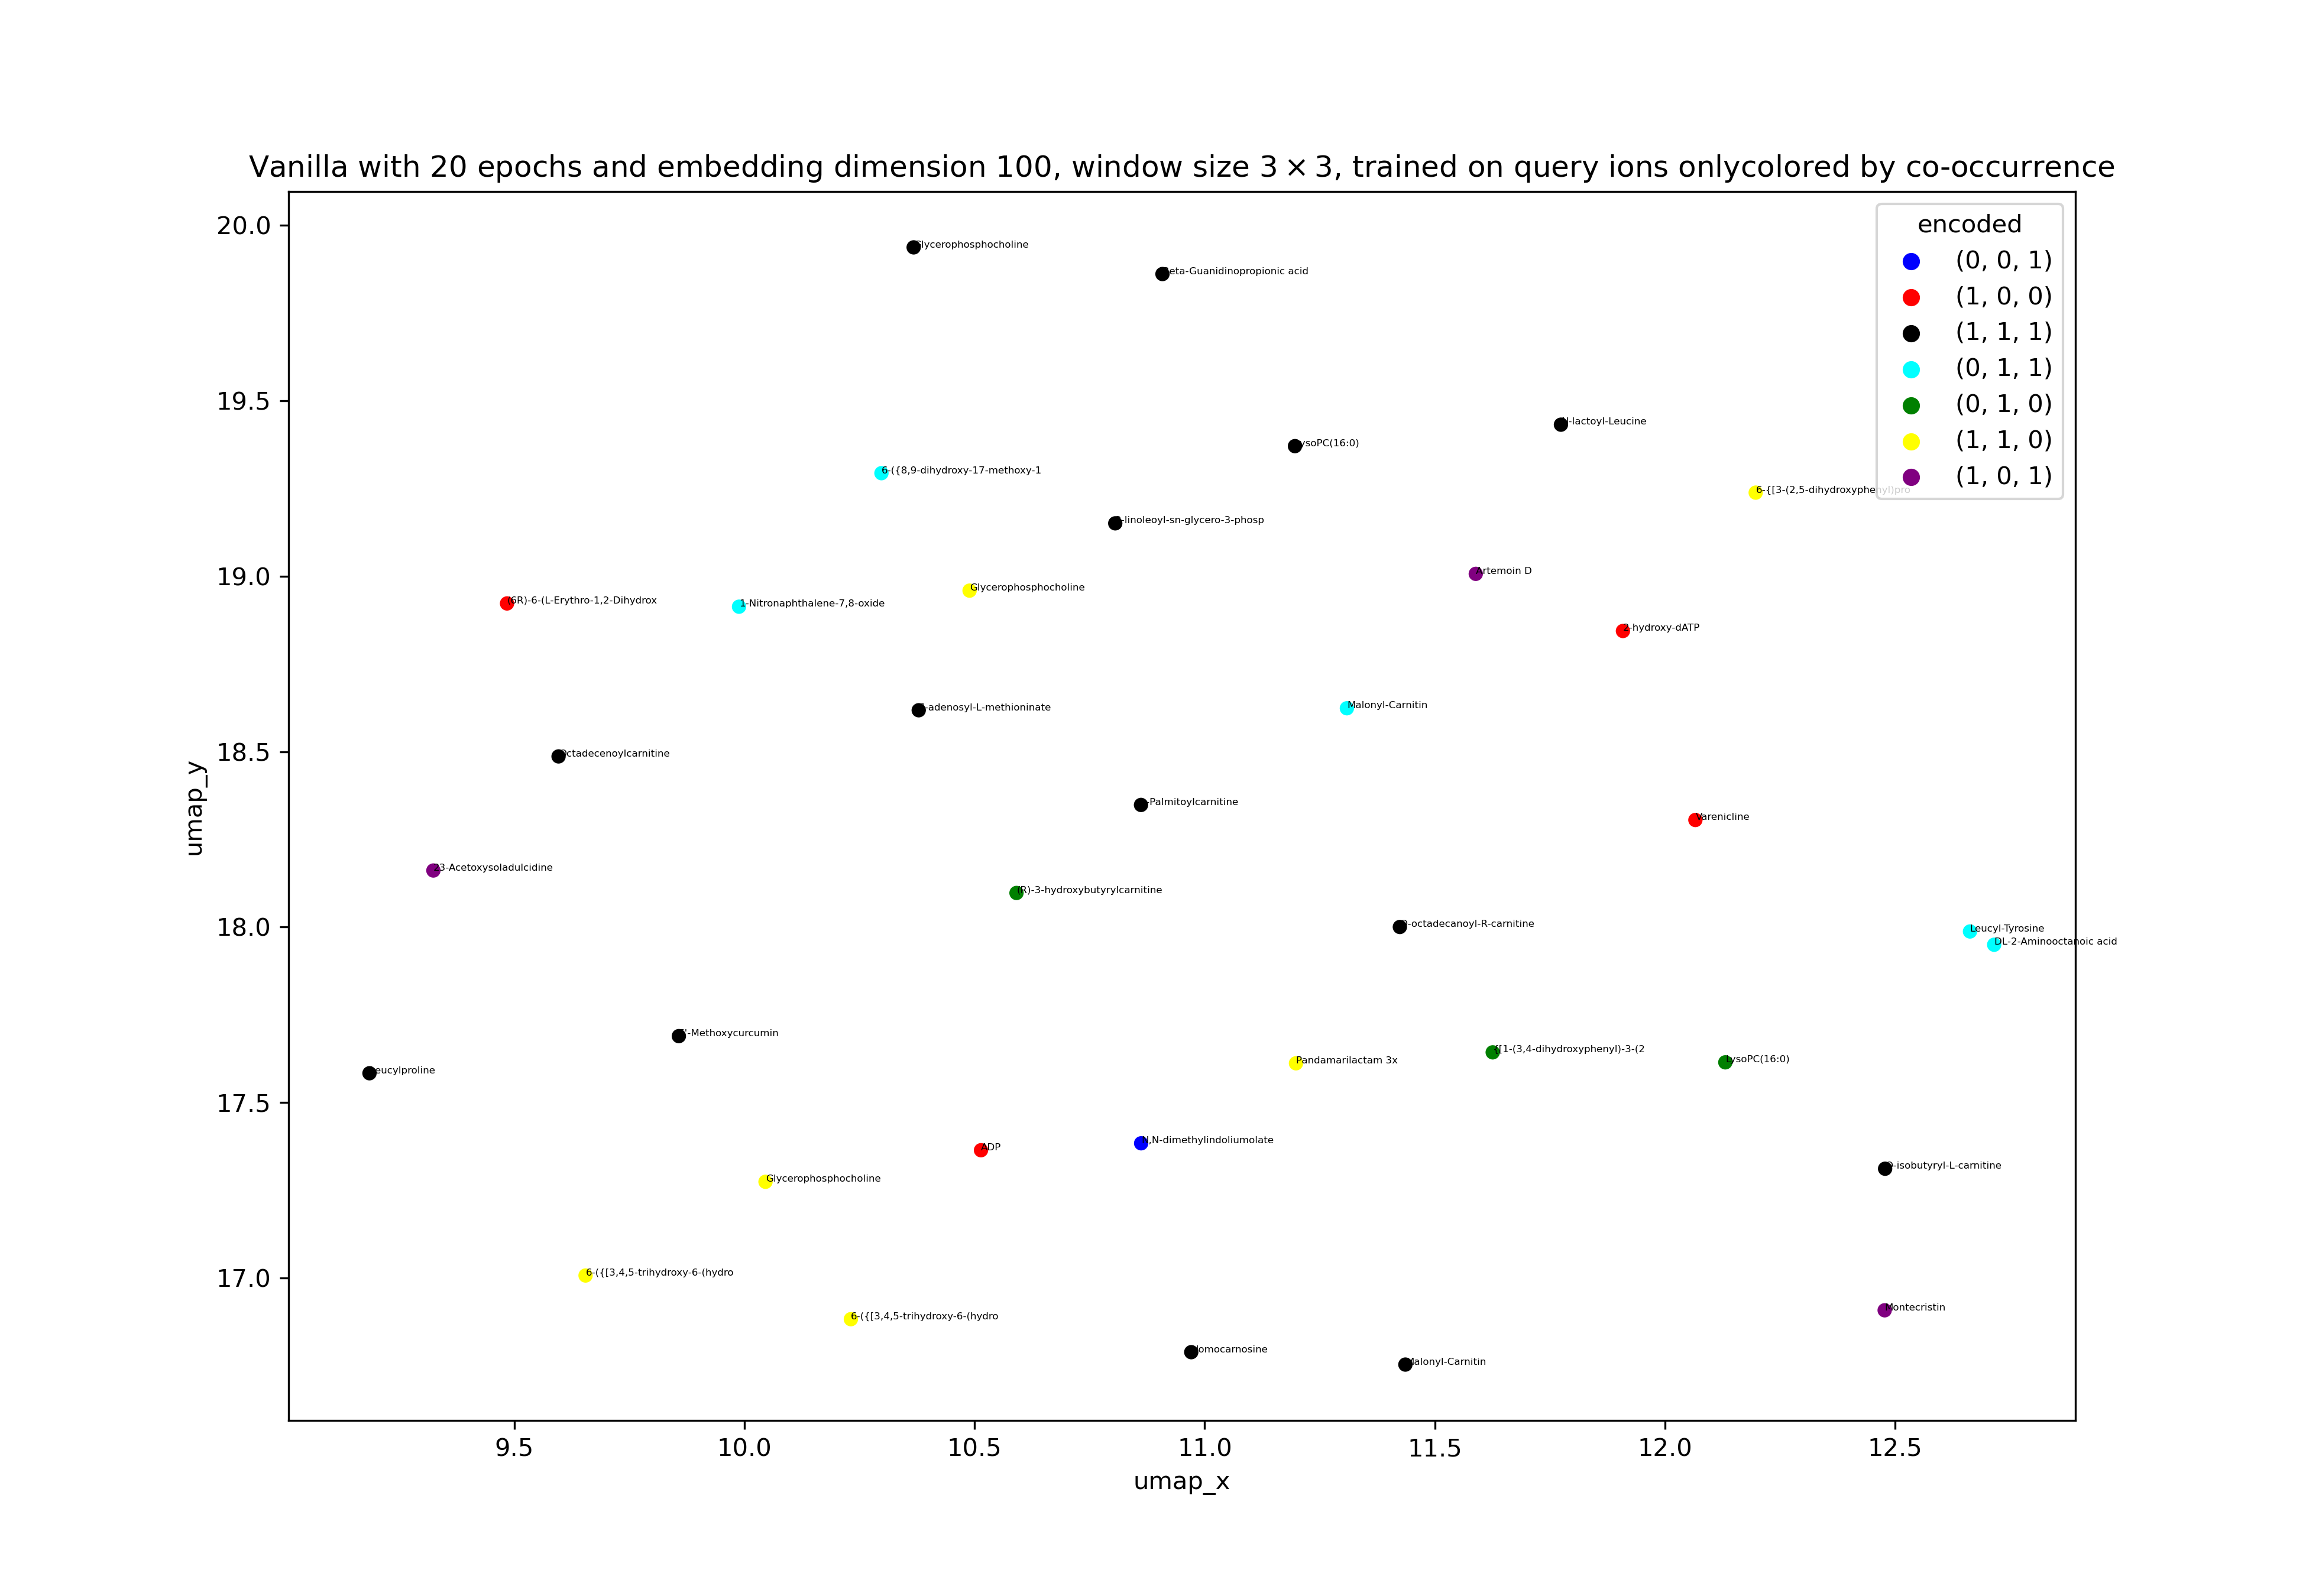 Vanilla with 20 epochs and embedding dimension 100, window size 3 × 3, trained on query ions onlycolored by co-occurrence
encoded
(0, 0, 1)
(1, 0, 0)
(1, 1, 1)
(0, 1, 1)
(0, 1, 0)
(1, 1, 0)
(1, 0, 1)
20.0
19.5
19.0
18.5
18.0
17.5
17.0
umap_y
Glycerophosphocholine
Beta-Guanidinopropionic acid
N-lactoyl-Leucine
LysoPC(16:0)
6-({8,9-dihydroxy-17-methoxy-1
6-{[3-(2,5-dihydroxyphenyl)pro
-linoleoyl-sn-glycero-3-phosp
Artemoin D
Glycerophosphocholine
(6R)-6-(L-Erythro-1,2-Dihydrox
1-Nitronaphthalene-7,8-oxide
2-hydroxy-dATP
Malonyl-Carnitin
S-adenosyl-L-methioninate
Octadecenoylcarnitine
-Palmitoylcarnitine
Varenicline
23-Acetoxysoladulcidine
(R)-3-hydroxybutyrylcarnitine
O-octadecanoyl-R-carnitine
Leucyl-Tyrosine
DL-2-Aminooctanoic acid
'-Methoxycurcumin
{[1-(3,4-dihydroxyphenyl)-3-(2
Pandamarilactam 3x
LysoPC(16:0)
Leucylproline
N,N-dimethylindoliumolate
ADP
O-isobutyryl-L-carnitine
Glycerophosphocholine
6-({[3,4,5-trihydroxy-6-(hydro
Montecristin
6-({[3,4,5-trihydroxy-6-(hydro
Homocarnosine
Malonyl-Carnitin
9.5
10.0
10.5
11.0
11.5
12.0
12.5
umap_x